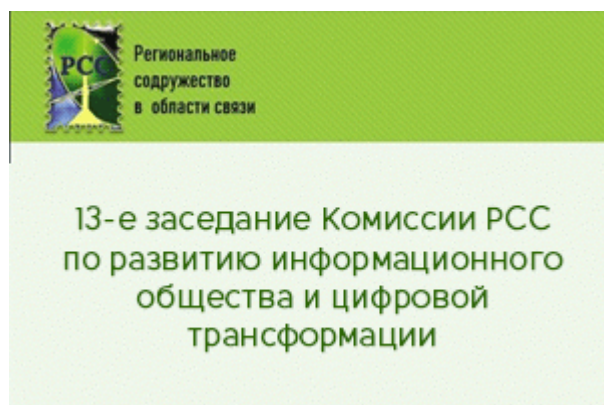 РСС
Региональное
содружество
в области связи
13-е заседание Комиссии РСС
по развитию информационного
общества и цифровой
трансформации